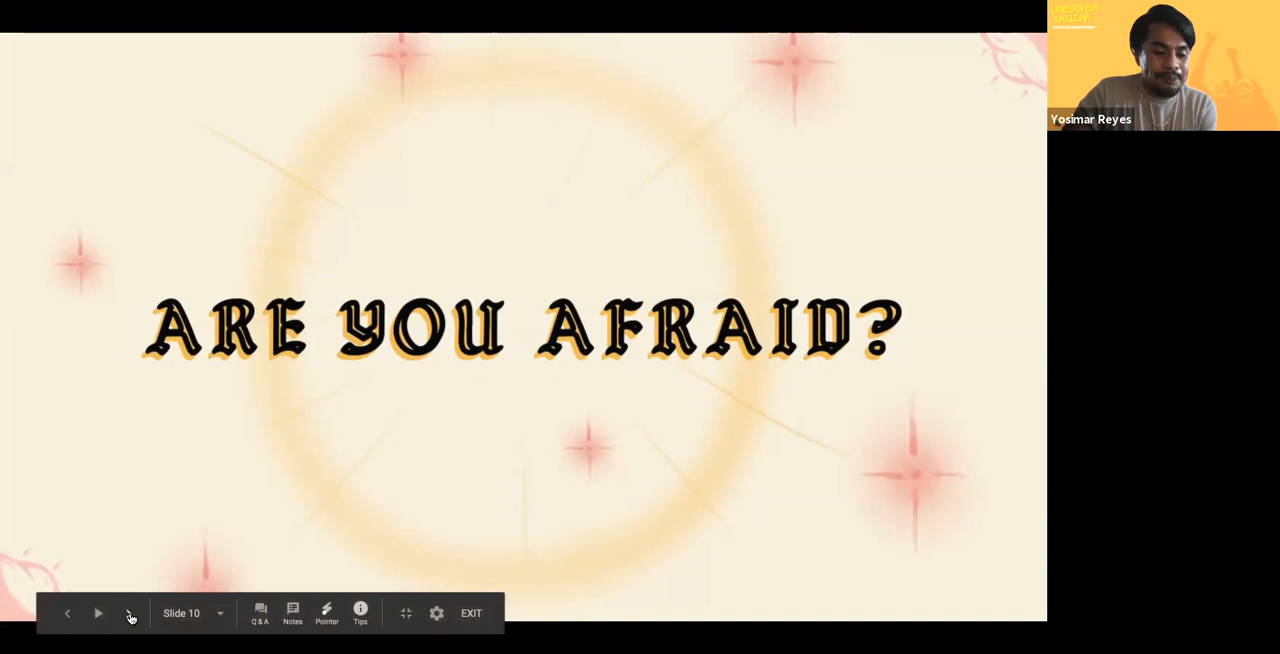 ARE YOU AFRAID?
Yosimar Reyes
Slide 10
Q & A
Notes
Pointer
Tips
EXIT